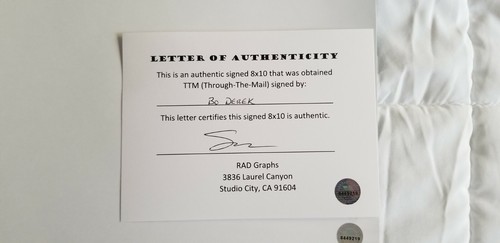 LETTER OF AUTHENTICITY
This is an authentic signed 8x10 that was obtained
TTM (Through-The-Mail) signed by:
BO DEREK
This letter certifies this signed 8x10 is authentic.
RAD Graphs
3836 Laurel Canyon
Studio City, CA 91604